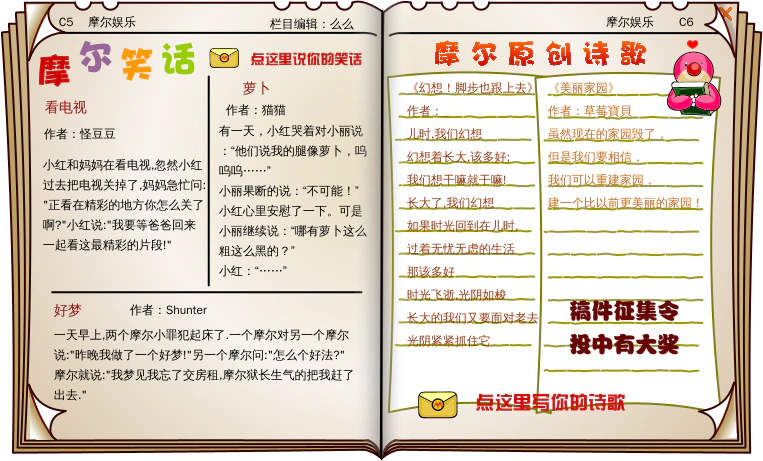 C5 摩尔娱乐
栏目编辑：么么
摩尔笑话
点这里说你的笑话
看电视
作者：怪豆豆
小红和妈妈在看电视,忽然小红
过去把电视关掉了,妈妈急忙问:
"正看在精彩的地方你怎么关了
啊?"小红说:"我要等爸爸回来
一起看这最精彩的片段!"
萝卜
作者：猫猫
有一天，小红哭着对小丽说
：“他们说我的腿像萝卜，呜
呜呜……”
小丽果断的说：“不可能！”
小红心里安慰了一下。可是
小丽继续说：“哪有萝卜这么
粗这么黑的？”
小红：“……”
好梦
作者：Shunter
一天早上,两个摩尔小罪犯起床了.一个摩尔对另一个摩尔
说:"昨晚我做了一个好梦!"另一个摩尔问:"怎么个好法?"
摩尔就说:"我梦见我忘了交房租,摩尔狱长生气的把我赶了
出去."
摩尔娱乐 C6
摩尔原创诗歌
《幻想！脚步也跟上去》
作者：
儿时,我们幻想
幻想着长大,该多好;
我们想干嘛就干嘛!
长大了,我们幻想
如果时光回到在儿时,
过着无忧无虑的生活
那该多好
时光飞逝,光阴如梭
长大的我们又要面对老去
光阴紧紧抓住它
《美丽家园》
作者：草莓寶貝
虽然现在的家园毁了，
但是我们要相信，
我们可以重建家园，
建一个比以前更美丽的家园！
稿件征集令
投中有大奖
点这里写你的诗歌